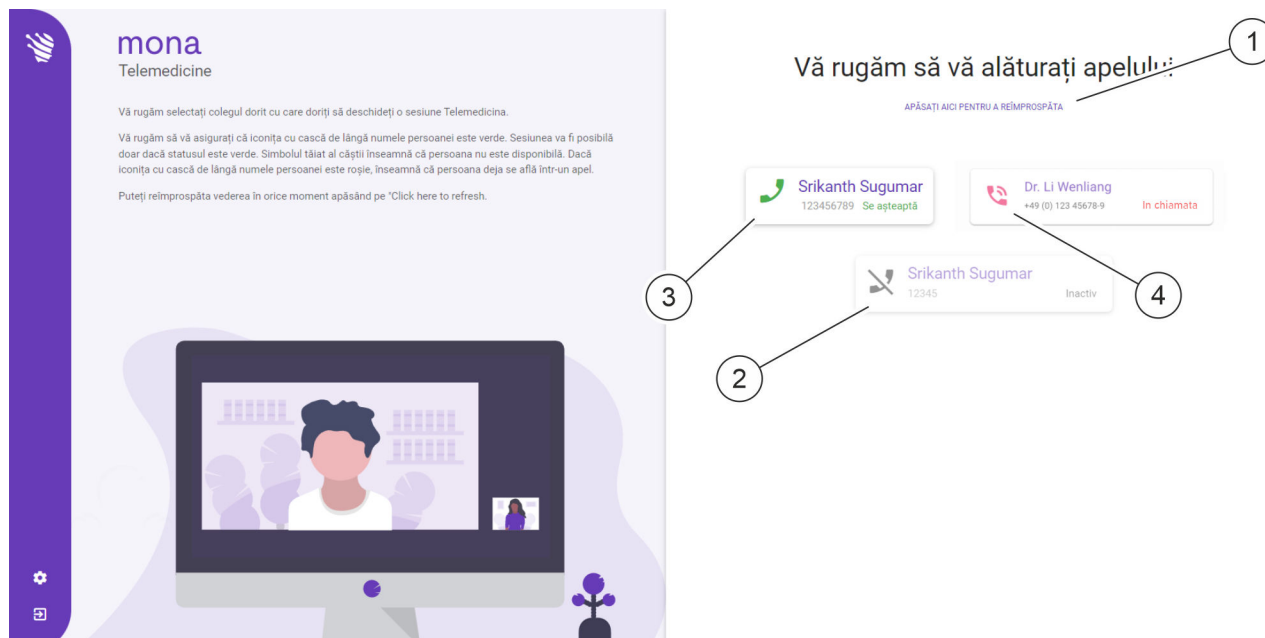 mona
Telemedicine
Vă rugăm selectați colegul dorit cu care doriți să deschideți o sesiune Telemedicina.
Vă rugăm să vă asigurați că iconița cu cască de lângă numele persoanei este verde. Sesiunea va fi posibilă
doar dacă statusul este verde. Simbolul tăiat al căștii înseamnă că persoana nu este disponibilă. Dacă
iconița cu cască de lângă numele persoanei este roșie, înseamnă că persoana deja se află într-un apel.
Puteți reîmprospăta vederea în orice moment apăsând pe "Click here to refresh.
1
Vă rugăm să vă alăturați apelului
APĂSAȚI AICI PENTRU A REÎMPROSPĂTA
Srikanth Sugumar
123456789 Se așteaptă
Dr. Li Wenliang
+49 (0) 123 45678-9 In chiamata
3
Srikanth Sugumar
12345 Inactiv
4
2